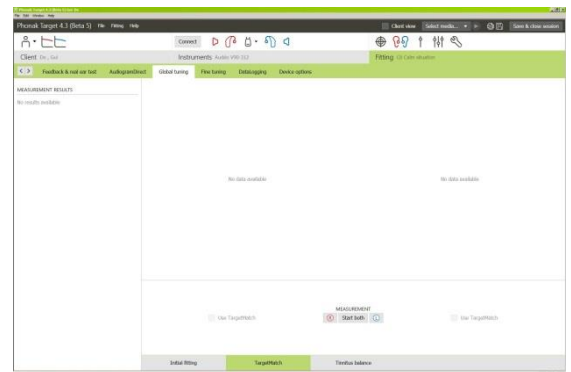 Phonak Target 4.3 (Beta 5) File Fitting Help
Client view Select media... Save & close session
Connect
Client Instruments Fitting Calm situation
Feedback & real ear test AudiogramDirect Global tuning Fine tuning DataLogging Device options
MEASUREMENT RESULTS
No results available
No data available No data available
MEASUREMENT
Use TargetMatch Start both Use TargetMatch
Initial fitting TargetMatch Tinnitus balance